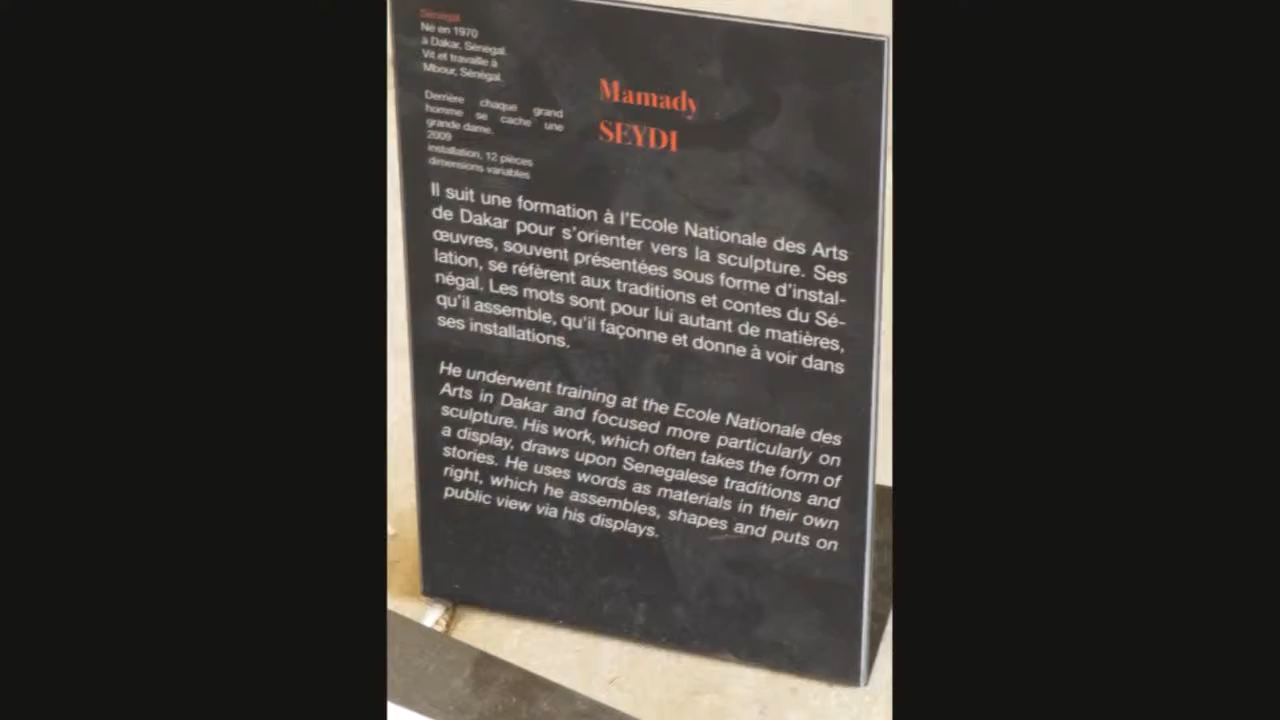 Sénégal
Né en 1970
à Dakar, Sénégal.
Vit et travaille à
Mbour, Sénégal.
Derrière chaque grand
homme se cache une
grande dame.
2009
installation, 12 pièces
dimensions variables
Mamady
SEYDI
Il suit une formation à l'Ecole Nationale des Arts
de Dakar pour s'orienter vers la sculpture. Ses
œuvres, souvent présentées sous forme d'instal-
lation, se réfèrent aux traditions et contes du Sé-
négal. Les mots sont pour lui autant de matières,
qu'il assemble, qu'il façonne et donne à voir dans
ses installations.
He underwent training at the Ecole Nationale des
Arts in Dakar and focused more particularly on
sculpture. His work, which often takes the form of
a display, draws upon Senegalese traditions and
stories. He uses words as materials in their own
right, which he assembles, shapes and puts on
public view via his displays.